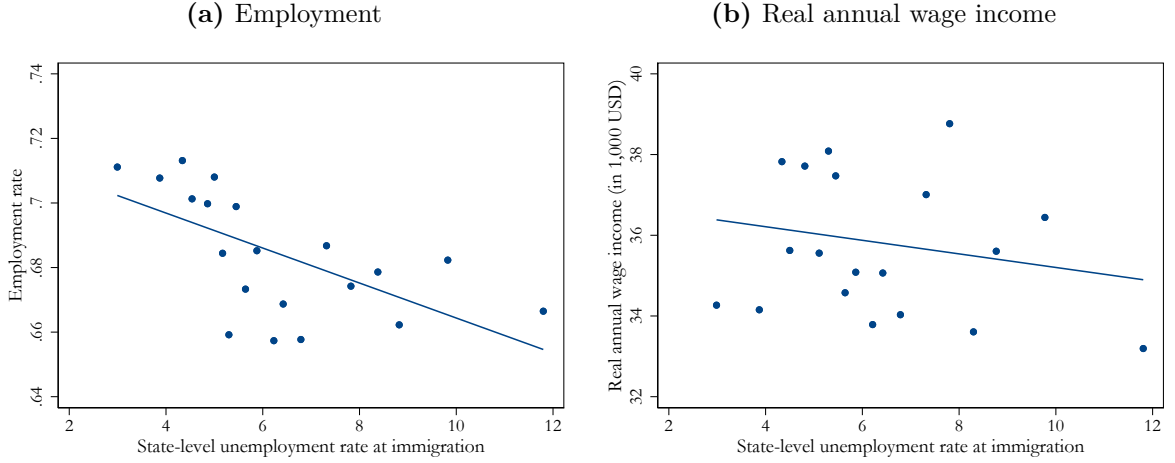 (a) Employment
Employment rate
.74
.72
.7
.68
.66
.64
2 4 6 8 10 12
State-level unemployment rate at immigration
(b) Real annual wage income
Real annual wage income (in 1,000 USD)
40
38
36
34
32
2 4 6 8 10 12
State-level unemployment rate at immigration